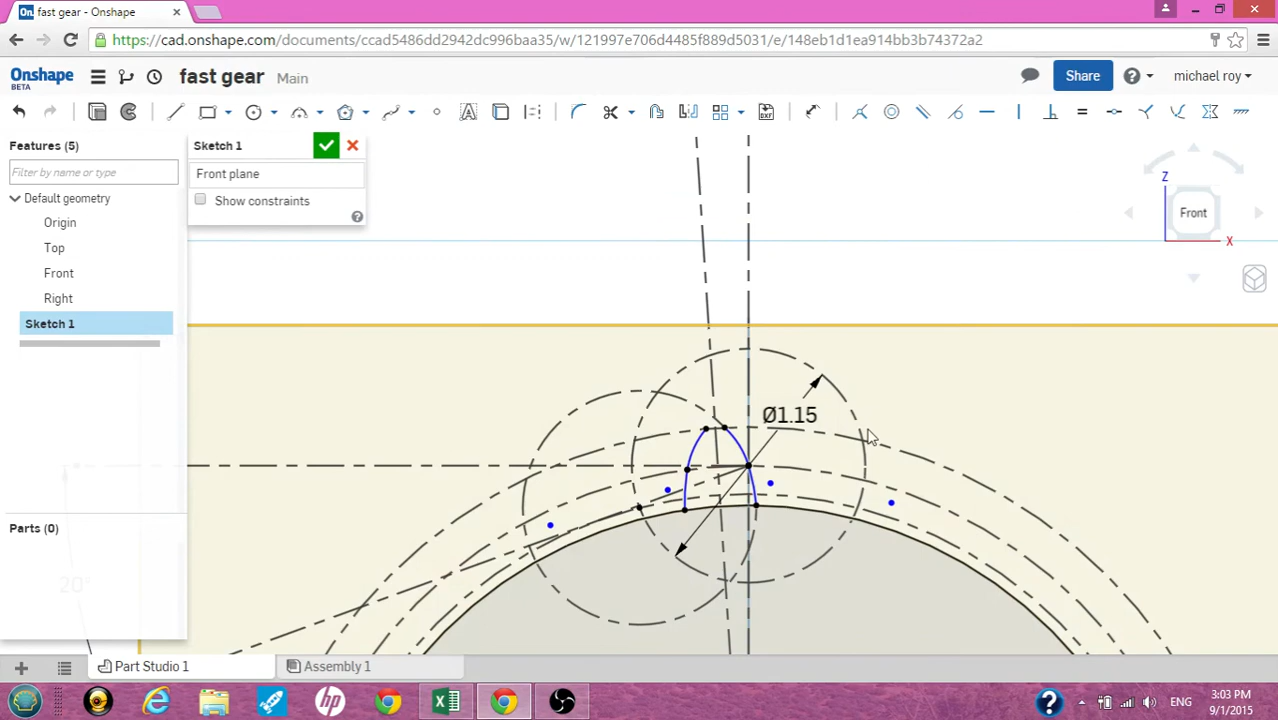 fast gear - Onshape
https://cad.onshape.com/documents/ccad5486dd2942dc996baa35/w/121997e706d4485f889d5031/e/148eb1d1ea914bb3b74372a2
Onshape
BETA
fast gear Main
Share
michael roy
Features (5)
Filter by name or type
Default geometry
Origin
Top
Front
Right
Sketch 1
Parts (0)
Sketch 1
Front plane
Show constraints
Z
Front
X
Ø1.15
20°
Part Studio 1
Assembly 1
ENG
3:03 PM
9/1/2015